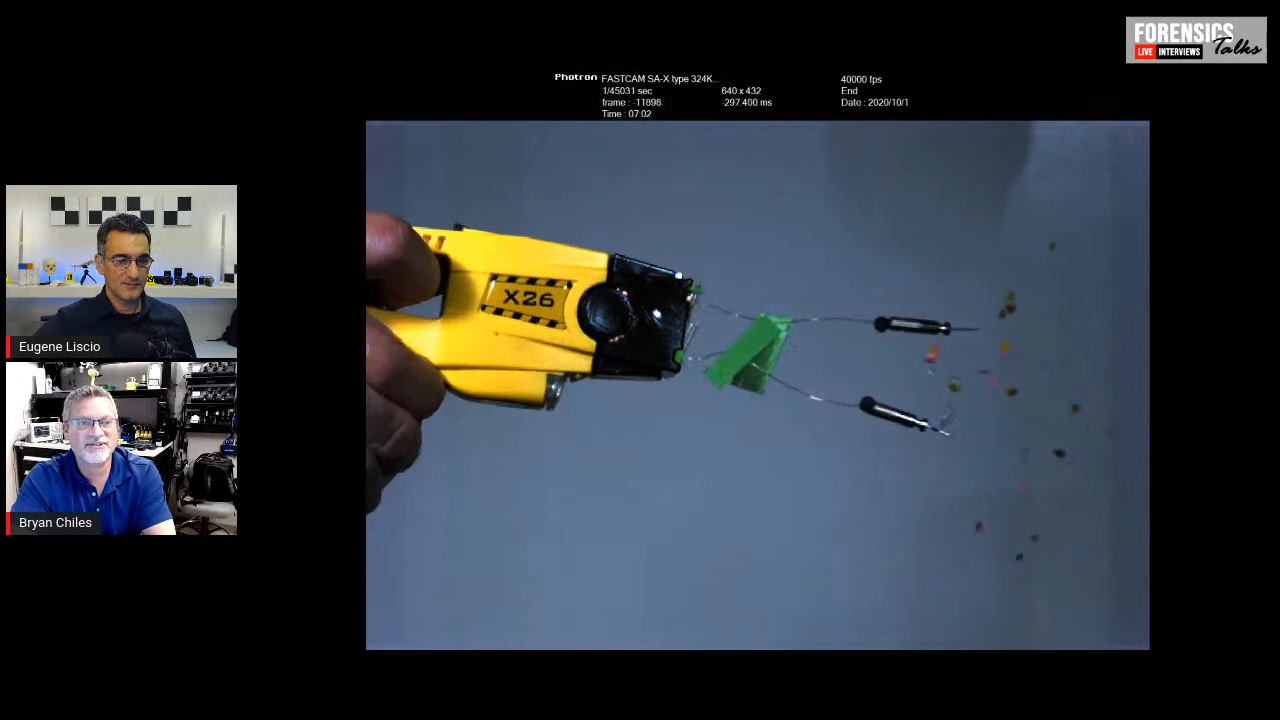 FORENSICS
LIVE INTERVIEWS Talks
Photron FASTCAM SA-X type 324K... 40000 fps
1/45031 sec 640 x 432 End
frame : -11896 -297.400 ms Date : 2020/10/1
Time : 07:02
X26
Eugene Liscio
Bryan Chiles